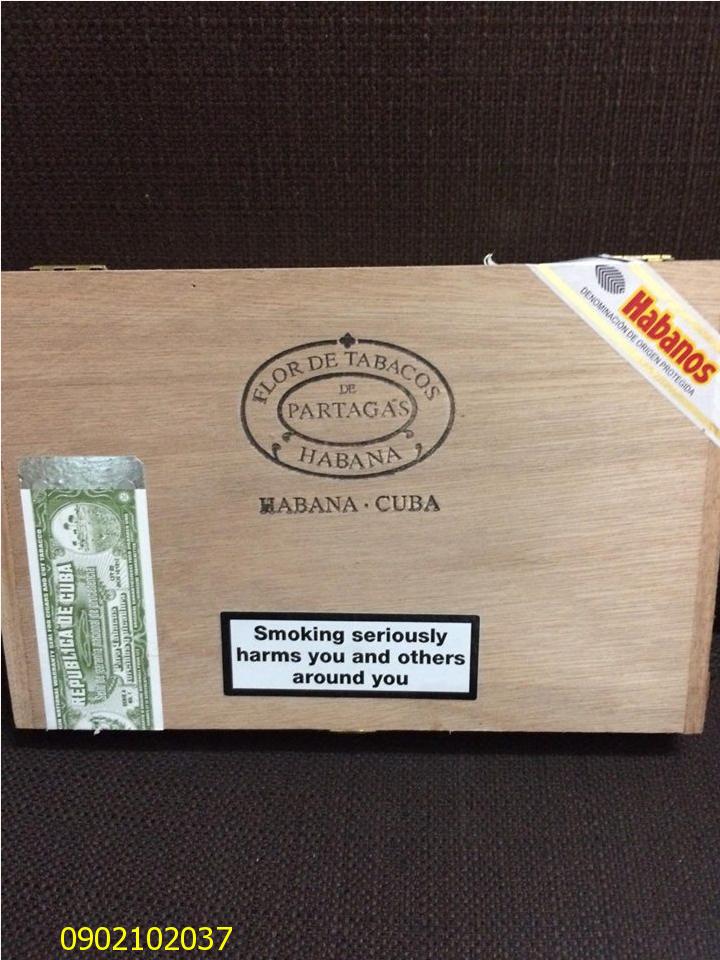 Habanos
DENOMINACIÓN DE ORIGEN PROTEGIDA
FLOR DE TABACOS
DE
PARTAGÁS
HABANA
HABANA · CUBA
REPUBLICA DE CUBA
Smoking seriously
harms you and others
around you
0902102037